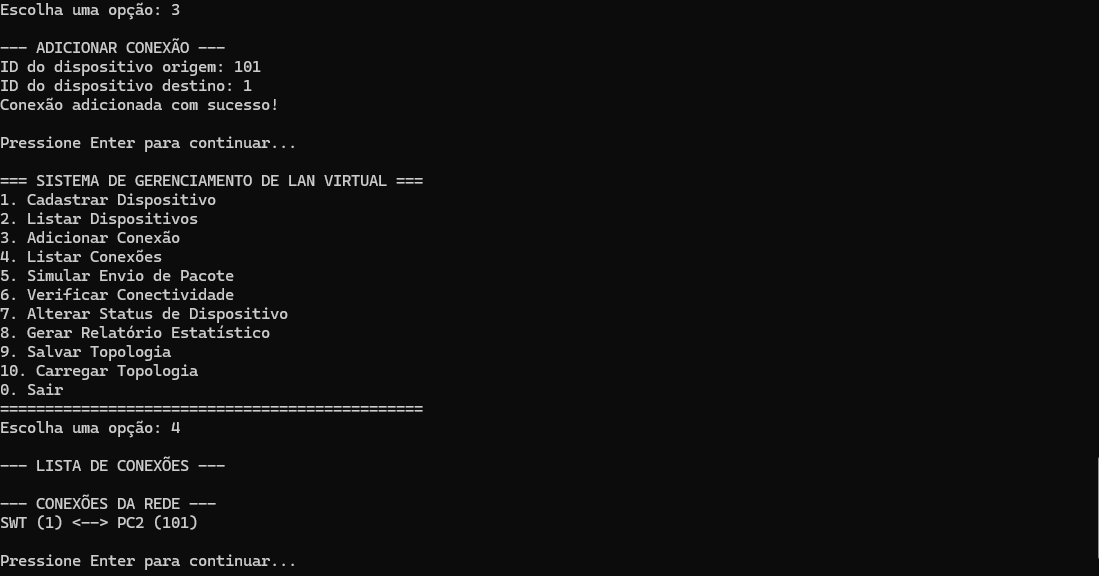 Escolha uma opção: 3
--- ADICIONAR CONEXÃO ---
ID do dispositivo origem: 101
ID do dispositivo destino: 1
Conexão adicionada com sucesso!
Pressione Enter para continuar...
=== SISTEMA DE GERENCIAMENTO DE LAN VIRTUAL ===
1. Cadastrar Dispositivo
2. Listar Dispositivos
3. Adicionar Conexão
4. Listar Conexões
5. Simular Envio de Pacote
6. Verificar Conectividade
7. Alterar Status de Dispositivo
8. Gerar Relatório Estatístico
9. Salvar Topologia
10. Carregar Topologia
0. Sair
===============================================
Escolha uma opção: 4
--- LISTA DE CONEXÕES ---
--- CONEXÕES DA REDE ---
SWT (1) <--> PC2 (101)
Pressione Enter para continuar...